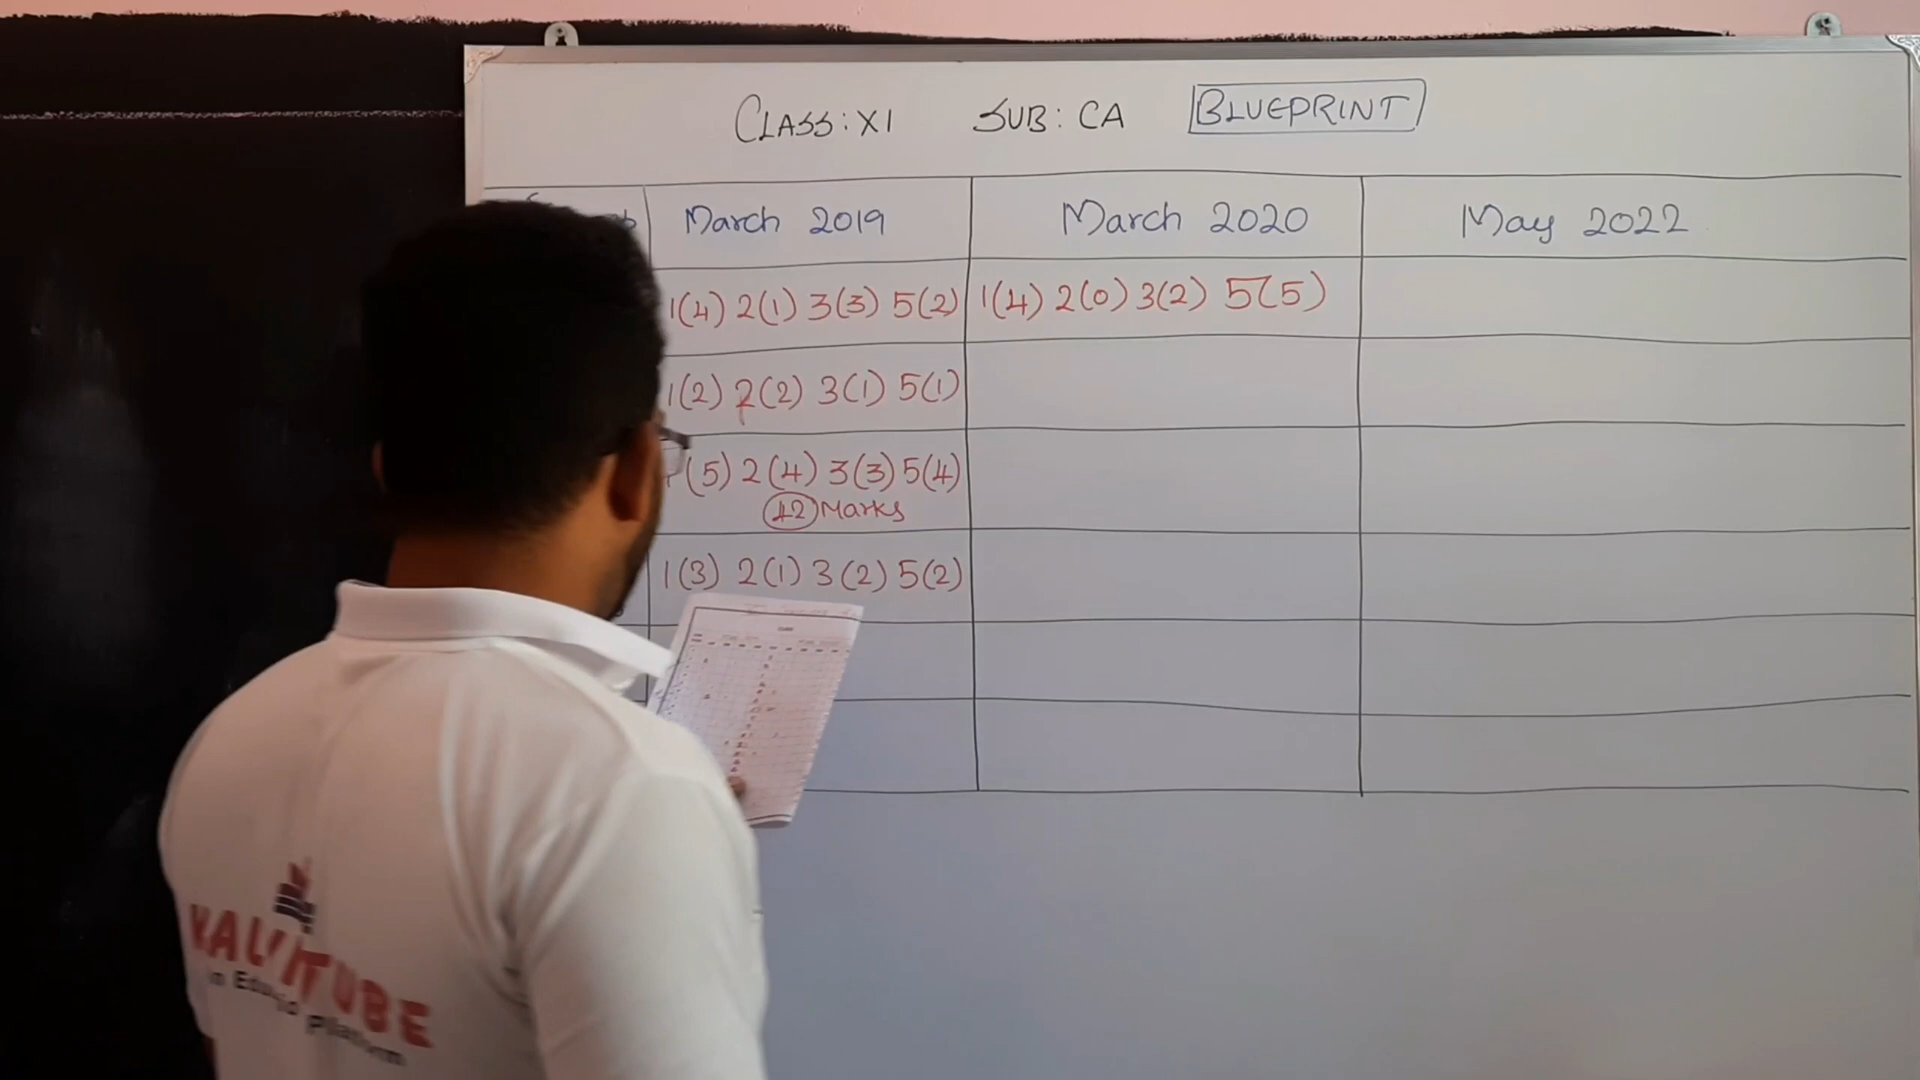 CLASS: XI SUB: CA BLUEPRINT
March 2019 March 2020 May 2022
1(4) 2(1) 3(3) 5(2) 1(4) 2(0) 3(2) 5(5)
1(2) 2(2) 3(1) 5(1)
(5) 2(4) 3(3) 5(4)
42 Marks
1(3) 2(1) 3(2) 5(2)
KALVITUBE